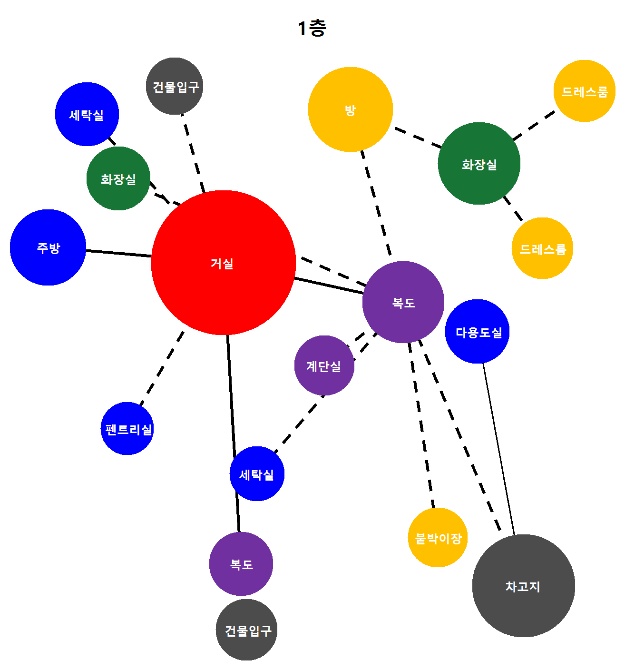 1층
건물입구
세탁실
방
드레스룸
화장실
화장실
주방
거실
드레스룸
복도
다용도실
계단실
펜트리실
세탁실
붙박이장
복도
차고지
건물입구